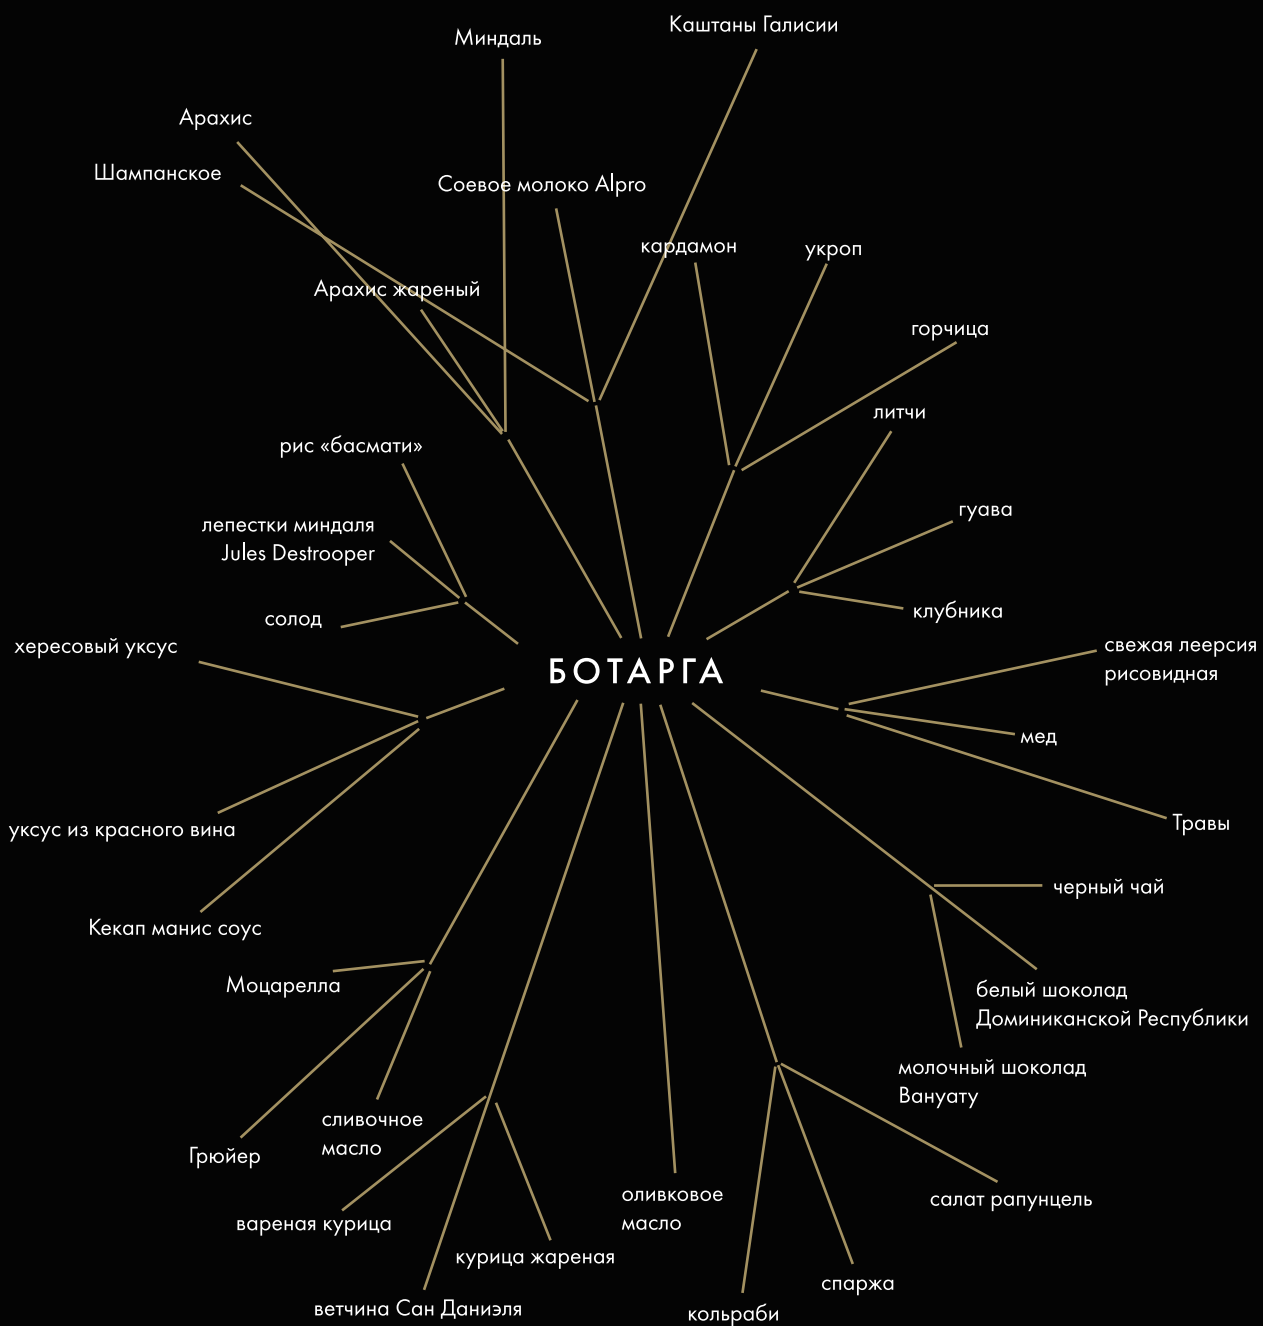 Каштаны Галисии
Миндаль
Арахис
Шампанское
Соевое молоко Alpro
кардамон
укроп
Арахис жареный
горчица
литчи
рис «басмати»
гуава
лепестки миндаля
Jules Destrooper
клубника
солод
хересовый уксус
свежая леерсия
рисовидная
БОТАРГА
мед
Травы
уксус из красного вина
черный чай
Кекап манис соус
Моцарелла
белый шоколад
Доминиканской Республики
молочный шоколад
Вануату
сливочное
масло
Грюйер
оливковое
масло
салат рапунцель
вареная курица
курица жареная
спаржа
ветчина Сан Даниэля
кольраби